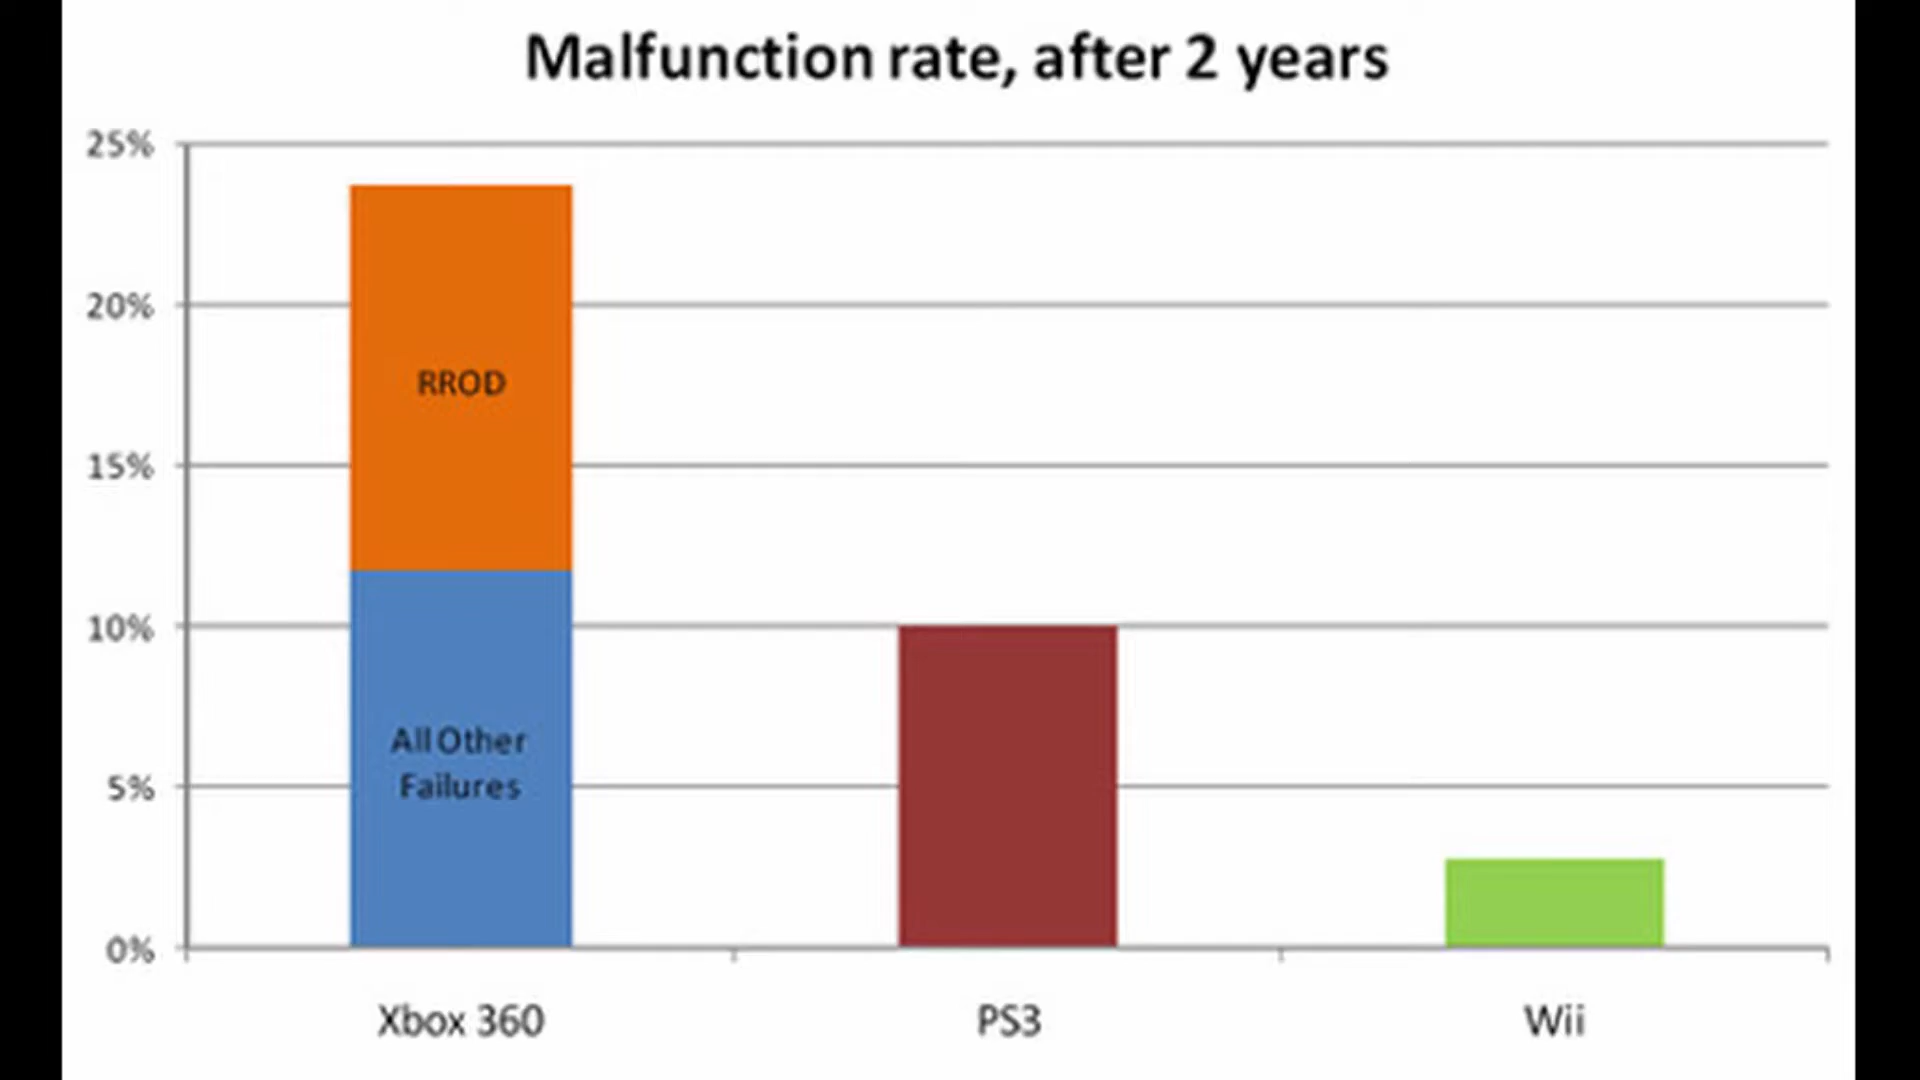 Malfunction rate, after 2 years
25%
20%
15%
10%
5%
0%
RROD
All Other
Failures
Xbox 360
PS3
Wii